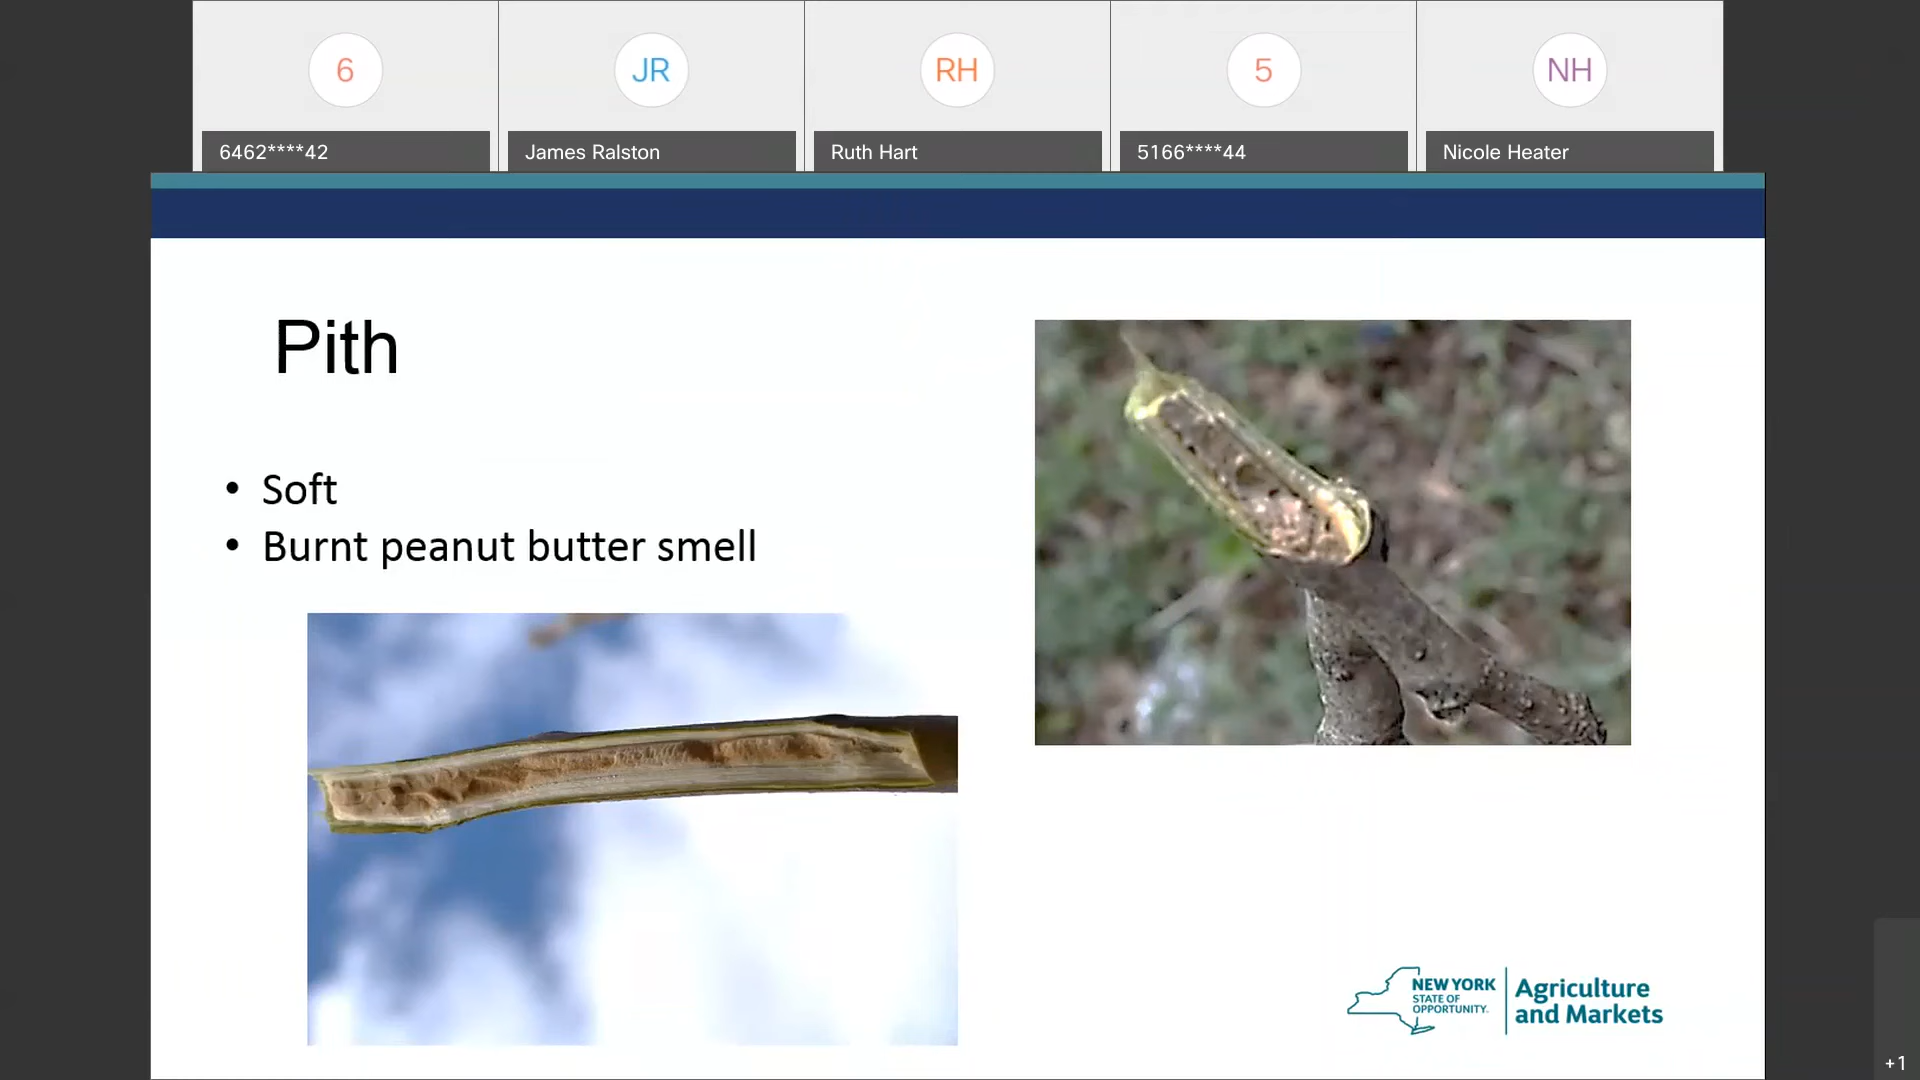 6
JR
RH
5
NH
6462****42
James Ralston
Ruth Hart
5166****44
Nicole Heater
Pith
• Soft
• Burnt peanut butter smell
NEW YORK
STATE OF
OPPORTUNITY.
Agriculture
and Markets
+1